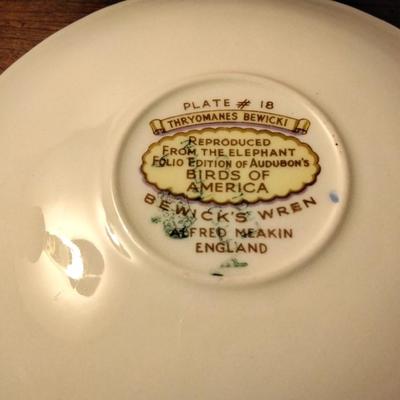 PLATE # 18
THRYOMANES BEWICKI
REPRODUCED
FROM THE ELEPHANT
FOLIO EDITION OF AUDUBON'S
BIRDS OF
AMERICA
BEWICK'S WREN
ALFRED MEAKIN
ENGLAND